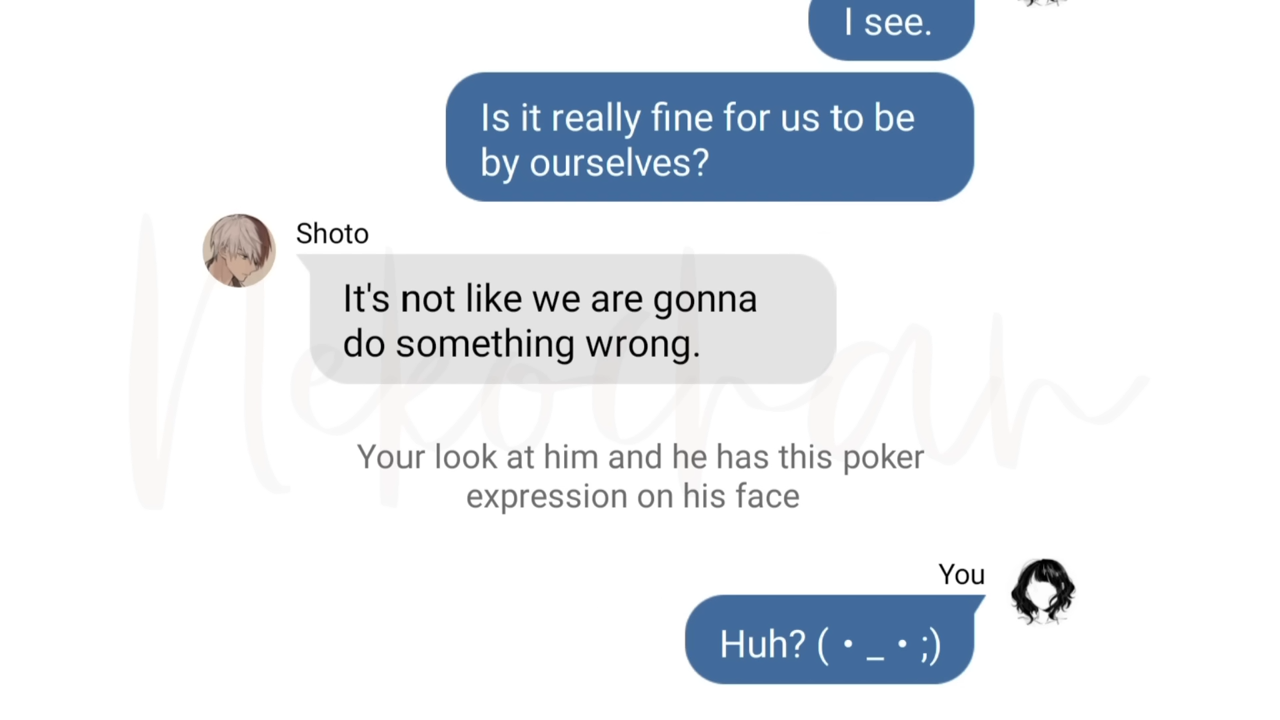 I see.
Is it really fine for us to be
by ourselves?
Shoto
It's not like we are gonna
do something wrong.
Nekochan
Your look at him and he has this poker
expression on his face
You
Huh? (・_・;)